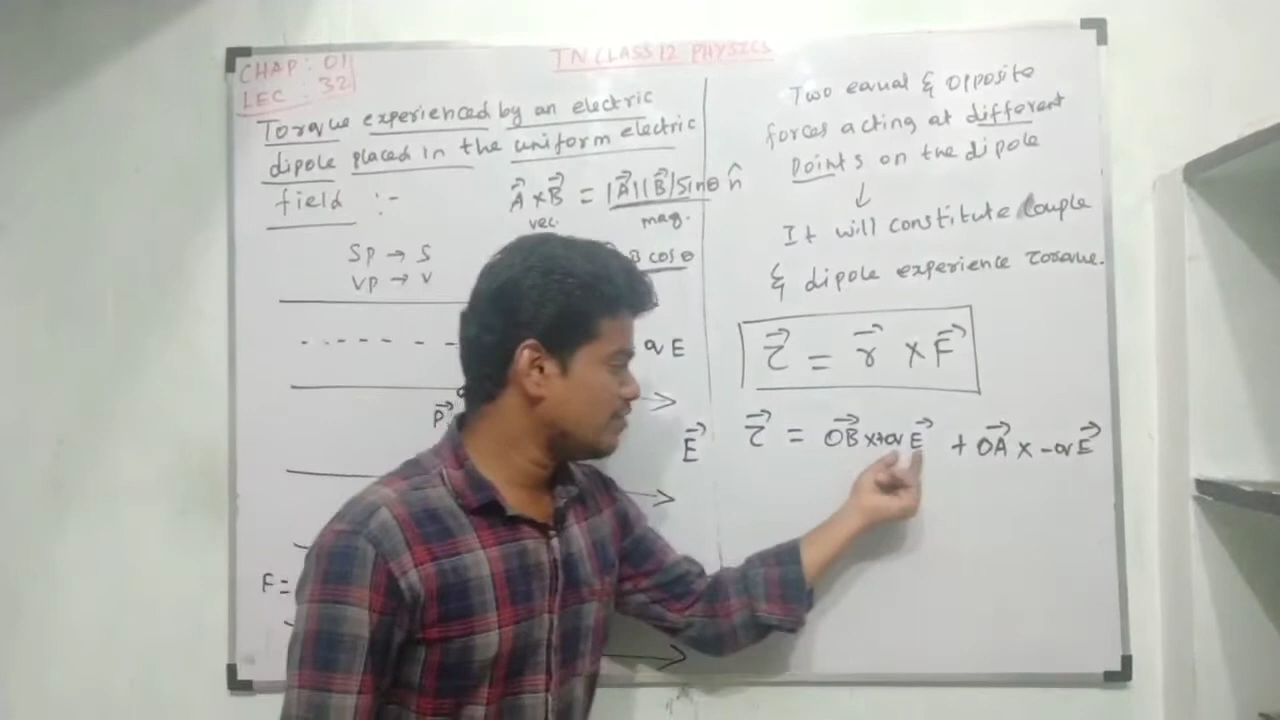 TN CLASS 12 PHYSICS
CHAP: 01
LEC : 32
Torque experienced by an electric
dipole placed in the uniform electric
field :-
A⃗ × B⃗ = |A⃗||B⃗| sinθ n̂
vec. mag.
B cos θ
SP → S
VP → V
qE
P⃗
E⃗
F =
Two equal & opposite
forces acting at different
points on the dipole
↓
It will constitute Couple
& dipole experience torque.
τ⃗ = r⃗ × F⃗
τ⃗ = OB⃗ × +qE⃗ + OA⃗ × -qE⃗